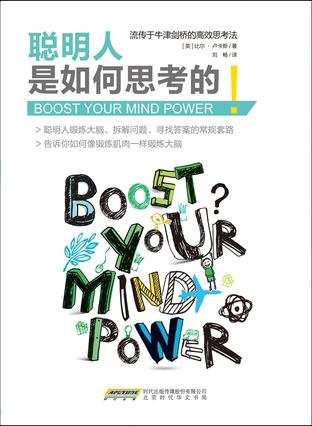 流传于牛津剑桥的高效思考法
[英]比尔·卢卡斯/著
刘 畅/译
聪明人
是如何思考的!
BOOST YOUR MIND POWER
> 聪明人锻炼大脑、拆解问题、寻找答案的常规套路
> 告诉你如何像锻炼肌肉一样锻炼大脑
BOOST?
YOUR
MIND
POWER
APGTIME
时代出版
时代出版传媒股份有限公司
北京时代华文书局